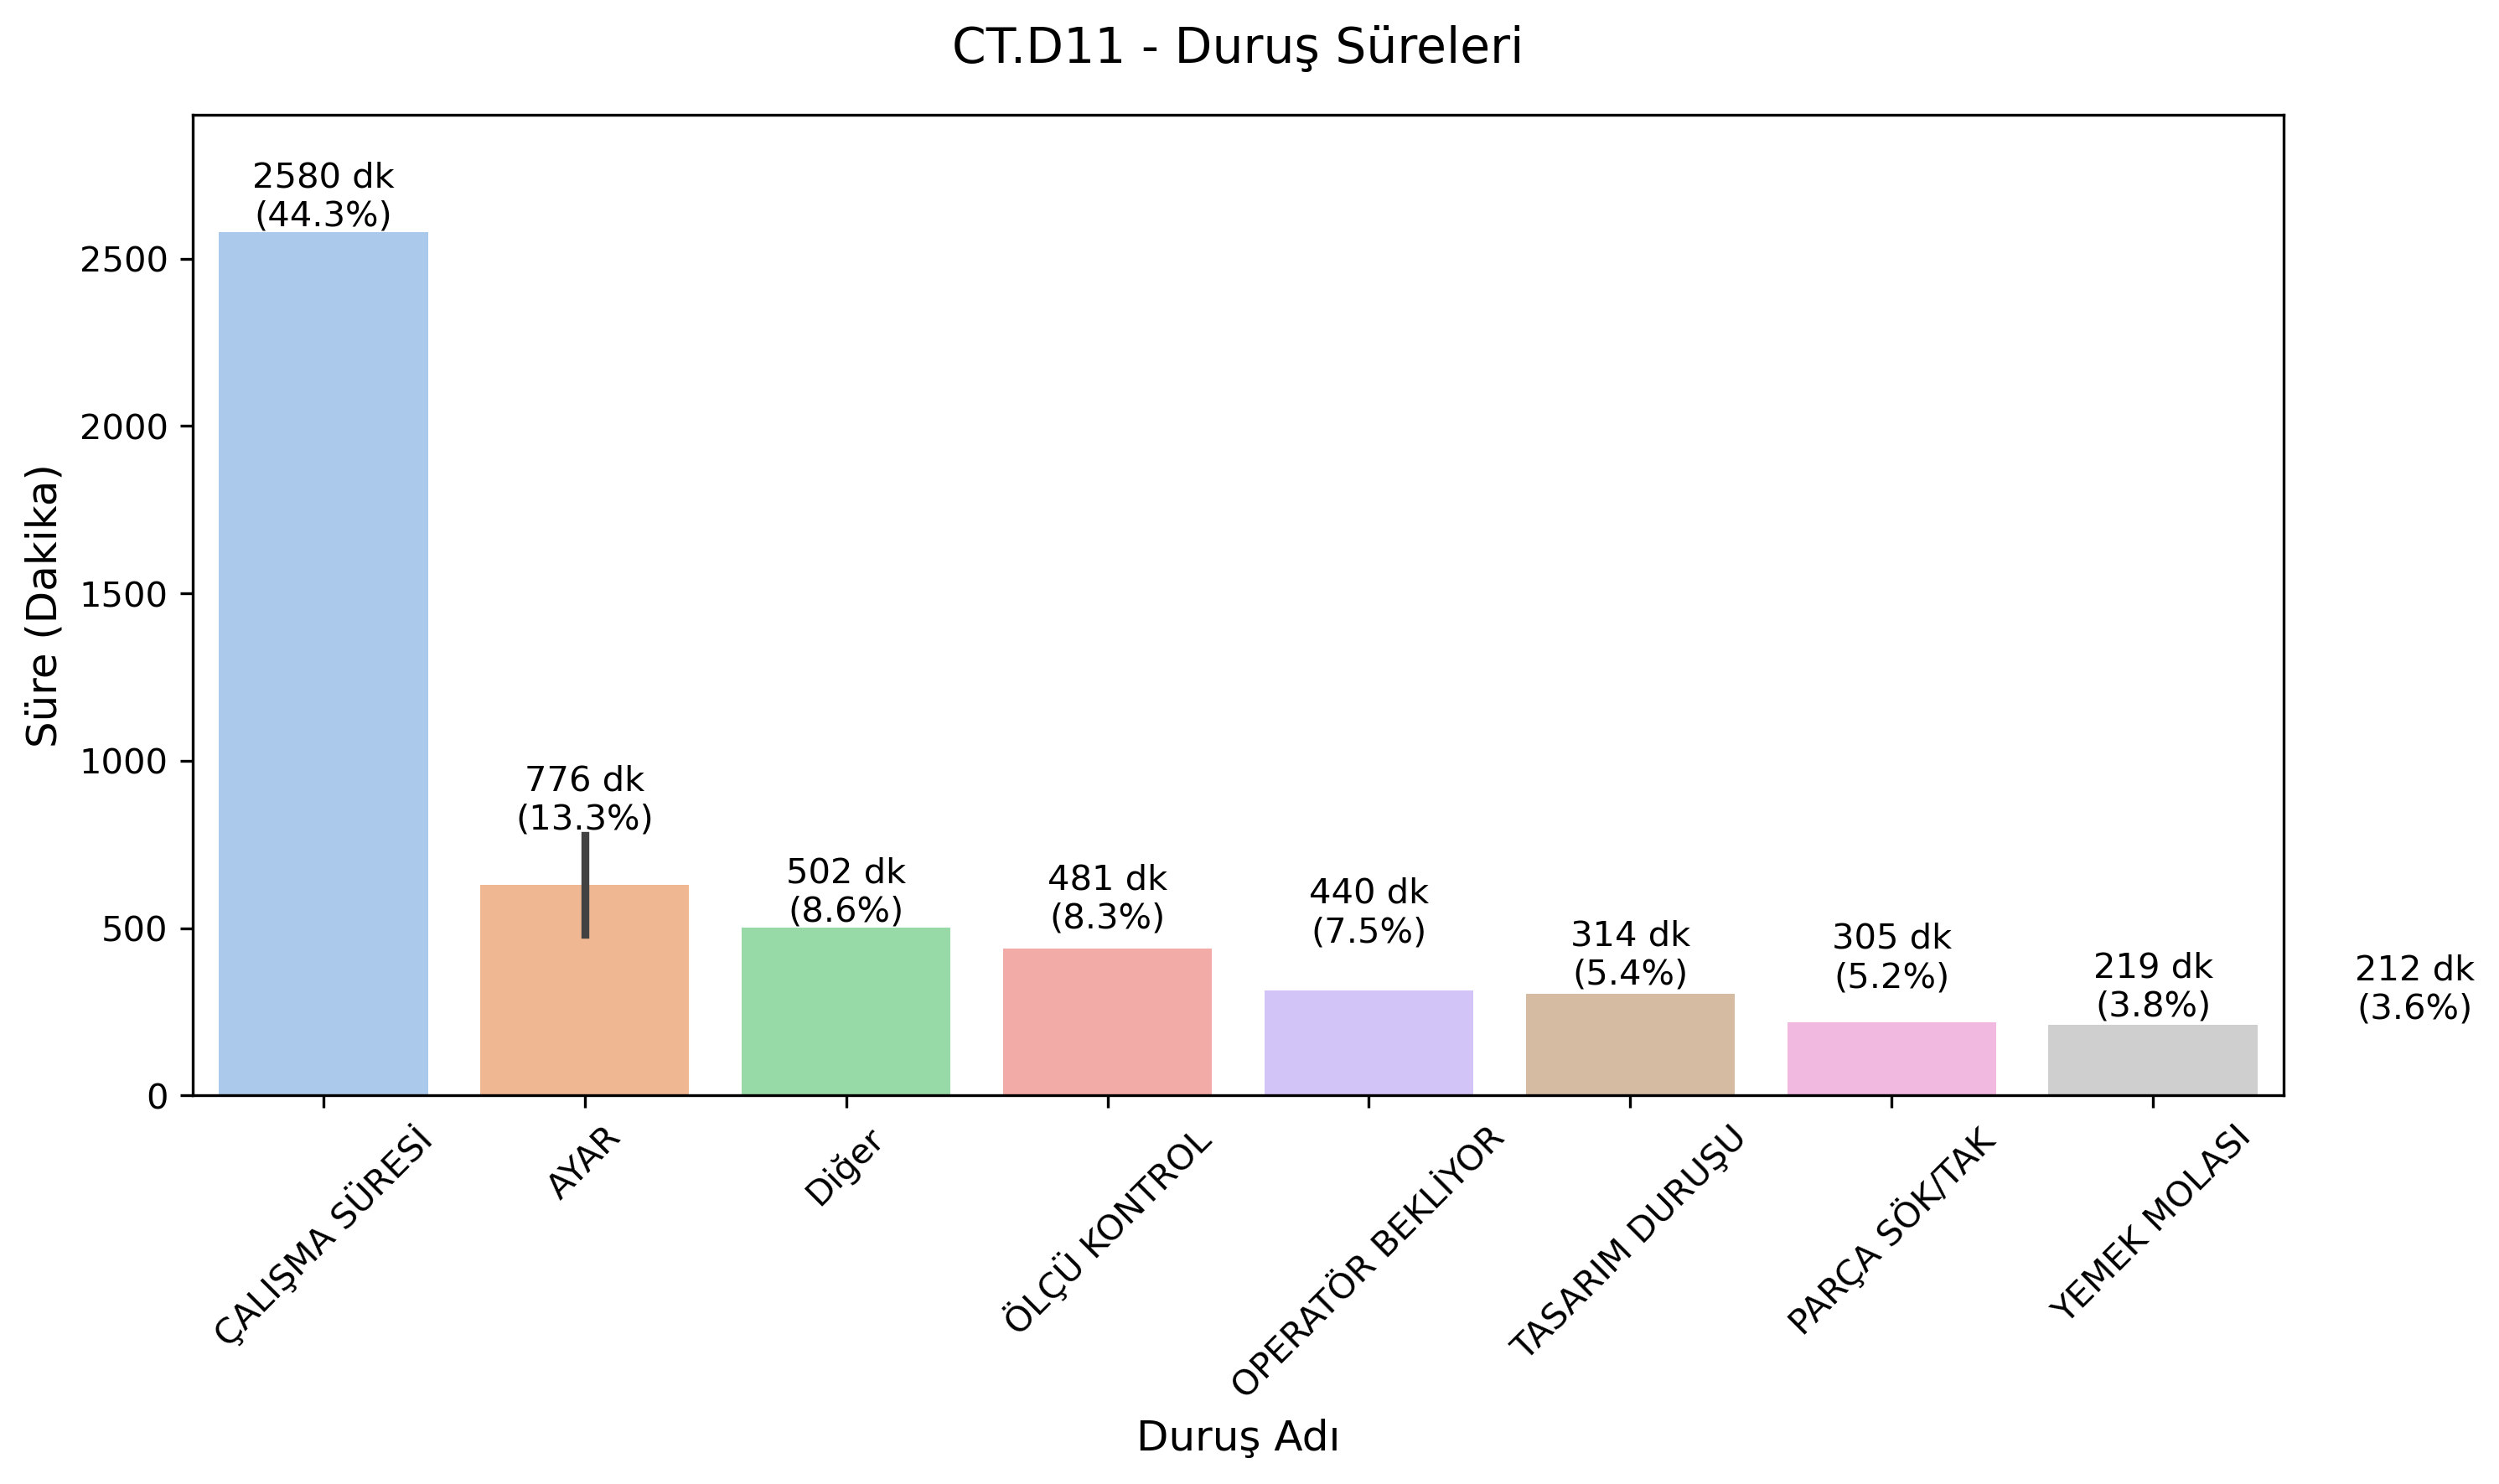 CT.D11 - Duruş Süreleri
Süre (Dakika)
2500
2000
1500
1000
500
0
2580 dk
(44.3%)
776 dk
(13.3%)
502 dk
(8.6%)
481 dk
(8.3%)
440 dk
(7.5%)
314 dk
(5.4%)
305 dk
(5.2%)
219 dk
(3.8%)
212 dk
(3.6%)
ÇALIŞMA SÜRESİ
AYAR
Diğer
ÖLÇÜ KONTROL
OPERATÖR BEKLİYOR
TASARIM DURUŞU
PARÇA SÖK/TAK
YEMEK MOLASI
Duruş Adı